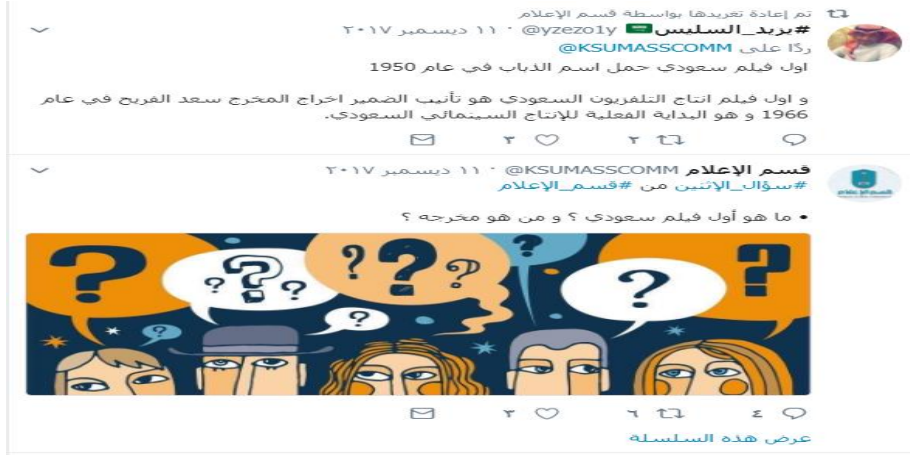 تم إعادة تغريدها بواسطة قسم الإعلام
#يزيد_السليس @yzezo1y · ١١ ديسمبر ٢٠١٧
ردًا على @KSUMASSCOMM
اول فيلم سعودي حمل اسم الذباب في عام 1950
و اول فيلم انتاج التلفزيون السعودي هو تأنيب الضمير اخراج المخرج سعد الفريح في عام
1966 و هو البداية الفعلية للإنتاج السينمائي السعودي.
٢ ٣
قسم الإعلام @KSUMASSCOMM · ١١ ديسمبر ٢٠١٧
#سؤال_الإثنين من #قسم_الإعلام
• ما هو أول فيلم سعودي ؟ و من هو مخرجه ؟
? ? ? ? ? ? ? ? ? ? ? ?
٤ ٦ ٣
عرض هذه السلسلة